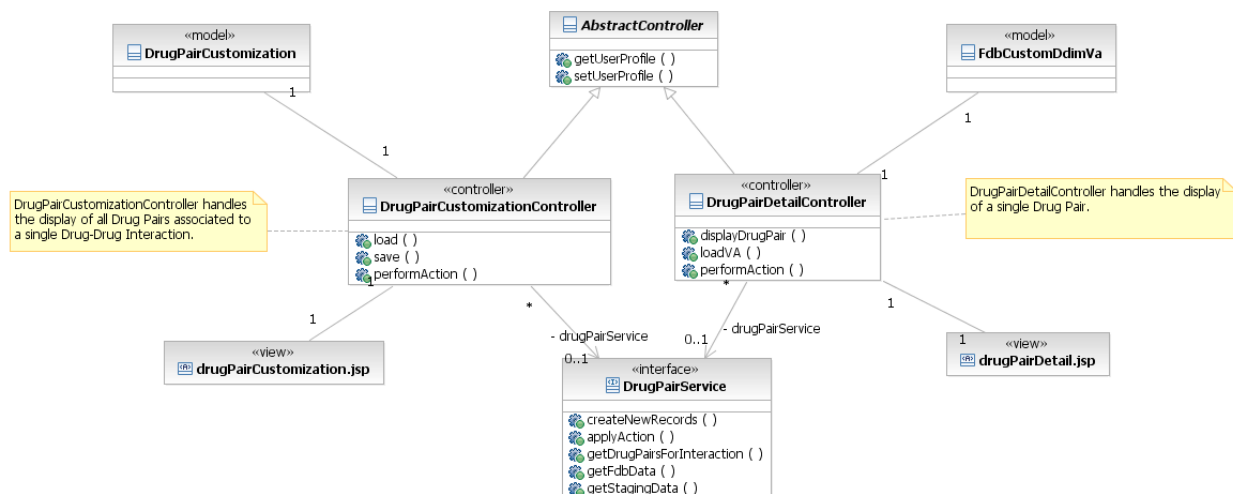 «model»
DrugPairCustomization
AbstractController
getUserProfile ( )
setUserProfile ( )
«model»
FdbCustomDdimVa
1
1
1
1
DrugPairCustomizationController handles
the display of all Drug Pairs associated to
a single Drug-Drug Interaction.
«controller»
DrugPairCustomizationController
load ( )
save ( )
performAction ( )
«controller»
DrugPairDetailController
displayDrugPair ( )
loadVA ( )
performAction ( )
DrugPairDetailController handles the display
of a single Drug Pair.
1
1
*
- drugPairService
0..1
*
- drugPairService
0..1
1
1
«view»
drugPairCustomization.jsp
«view»
drugPairDetail.jsp
«interface»
DrugPairService
createNewRecords ( )
applyAction ( )
getDrugPairsForInteraction ( )
getFdbData ( )
getStagingData ( )